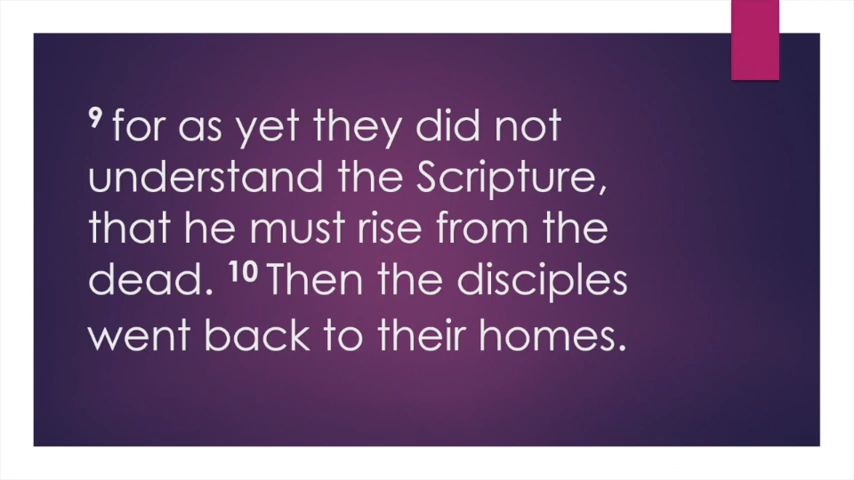 9 for as yet they did not
understand the Scripture,
that he must rise from the
dead. 10 Then the disciples
went back to their homes.